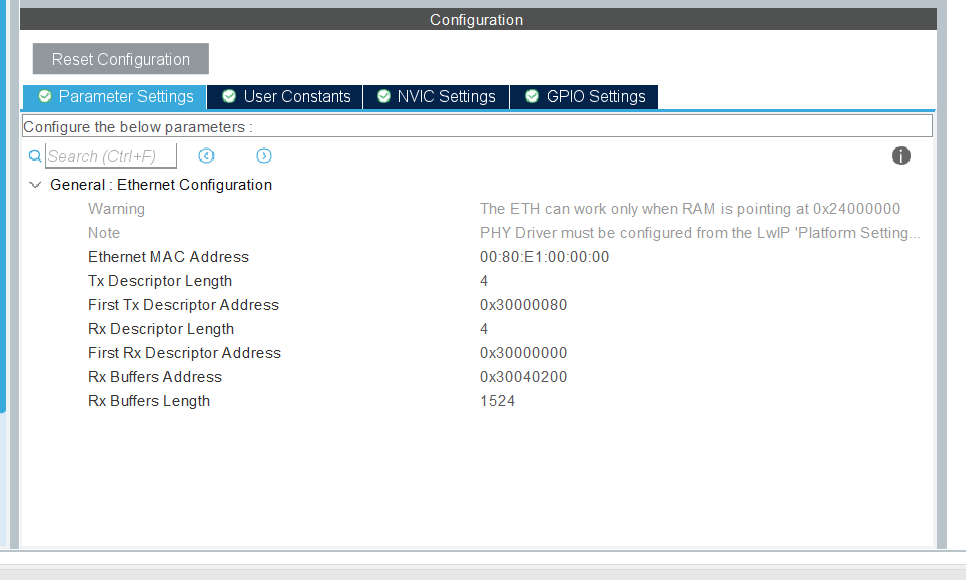 Configuration
Reset Configuration
Parameter Settings User Constants NVIC Settings GPIO Settings
Configure the below parameters :
Search (Ctrl+F)
General : Ethernet Configuration
Warning The ETH can work only when RAM is pointing at 0x24000000
Note PHY Driver must be configured from the LwIP 'Platform Setting...
Ethernet MAC Address 00:80:E1:00:00:00
Tx Descriptor Length 4
First Tx Descriptor Address 0x30000080
Rx Descriptor Length 4
First Rx Descriptor Address 0x30000000
Rx Buffers Address 0x30040200
Rx Buffers Length 1524